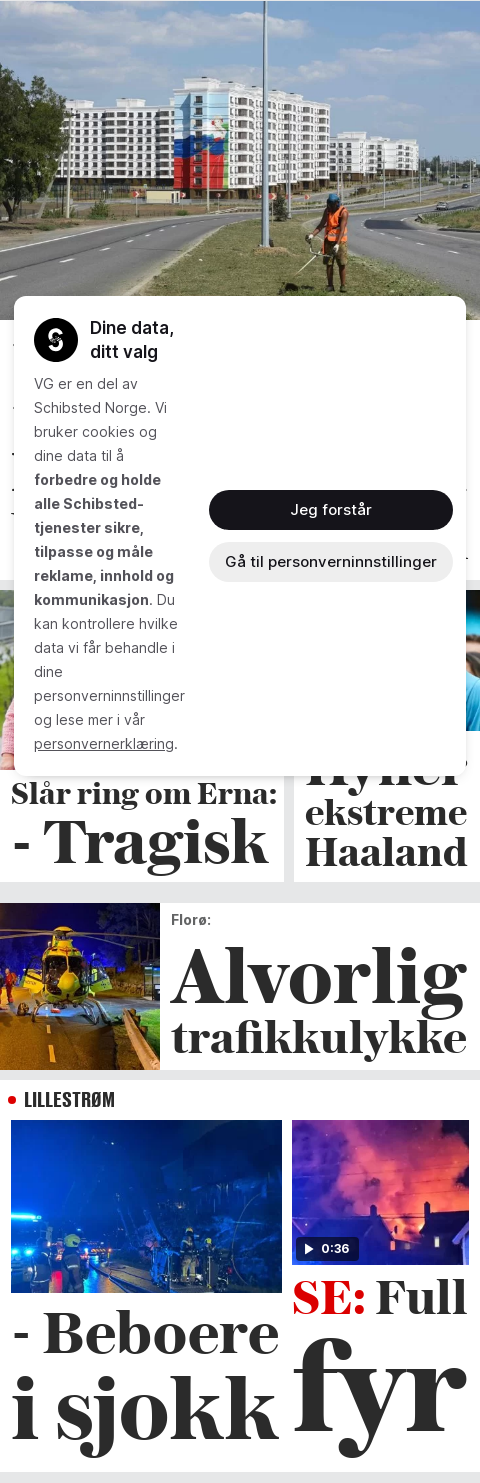 Dine data,
ditt valg
VG er en del av
Schibsted Norge. Vi
bruker cookies og
dine data til å
forbedre og holde
alle Schibsted-
tjenester sikre,
tilpasse og måle
reklame, innhold og
kommunikasjon. Du
kan kontrollere hvilke
data vi får behandle i
dine
personverninnstillinger
og lese mer i vår
personvernerklæring.
Jeg forstår
Gå til personverninnstillinger
Slår ring om Erna:
- Tragisk
ekstreme
Haaland
Florø:
Alvorlig
trafikkulykke
LILLESTRØM
- Beboere
i sjokk
0:36
SE: Full
fyr